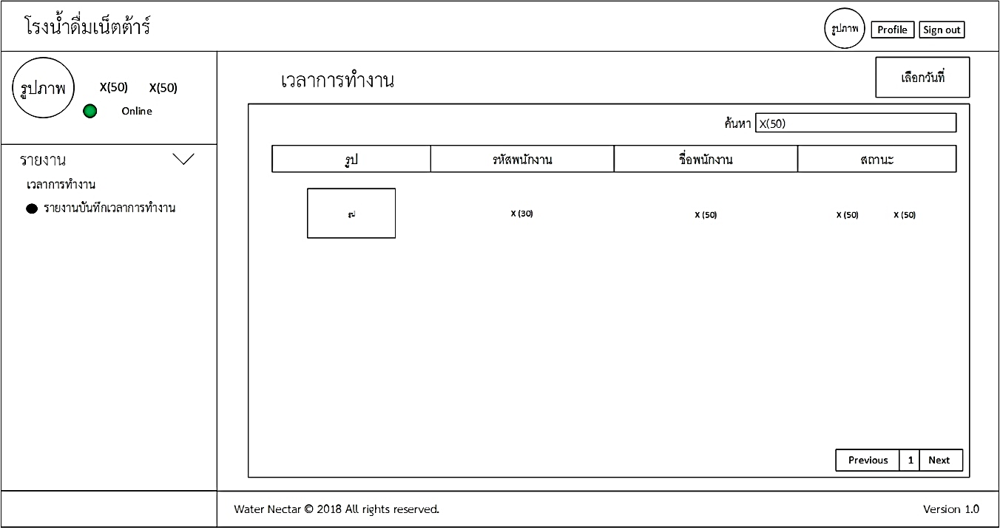 โรงน้ำดื่มเน็ตต้าร์
รูปภาพ Profile Sign out
รูปภาพ X(50) X(50)
Online
รายงาน
เวลาการทำงาน
รายงานบันทึกเวลาการทำงาน
เวลาการทำงาน
เลือกวันที่
ค้นหา X(50)
รูป รหัสพนักงาน ชื่อพนักงาน สถานะ
รูป X (30) X (50) X (50) X (50)
Previous 1 Next
Water Nectar © 2018 All rights reserved. Version 1.0